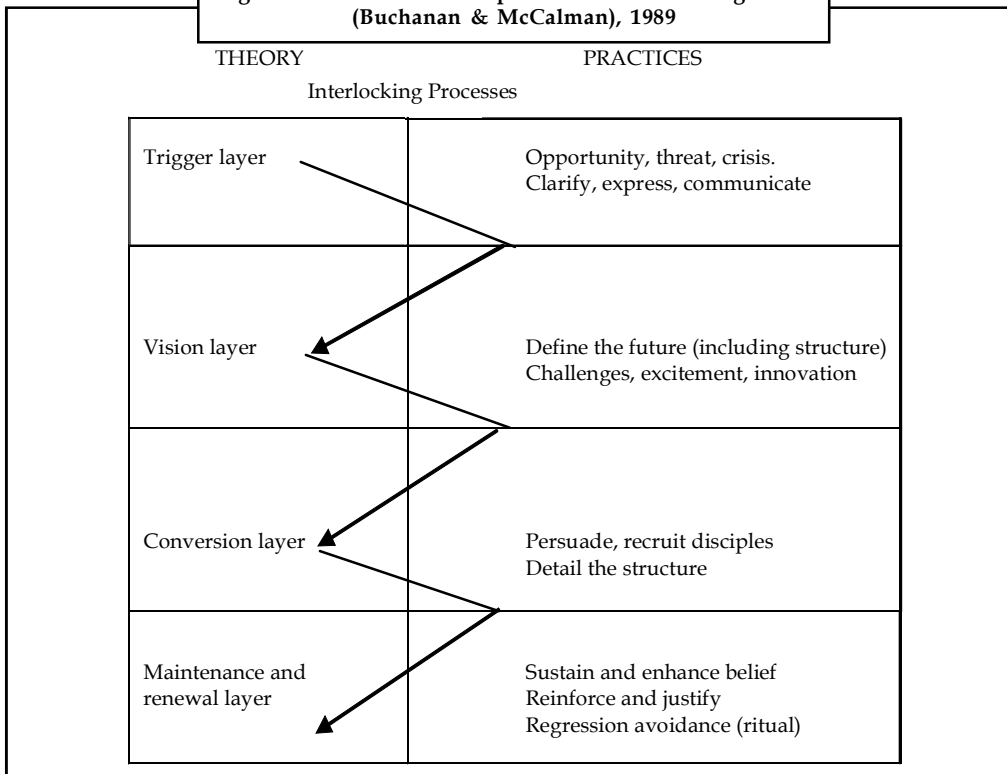 (Buchanan & McCalman), 1989
THEORY
PRACTICES
Interlocking Processes
Trigger layer
Opportunity, threat, crisis.
Clarify, express, communicate
Vision layer
Define the future (including structure)
Challenges, excitement, innovation
Conversion layer
Persuade, recruit disciples
Detail the structure
Maintenance and
renewal layer
Sustain and enhance belief
Reinforce and justify
Regression avoidance (ritual)